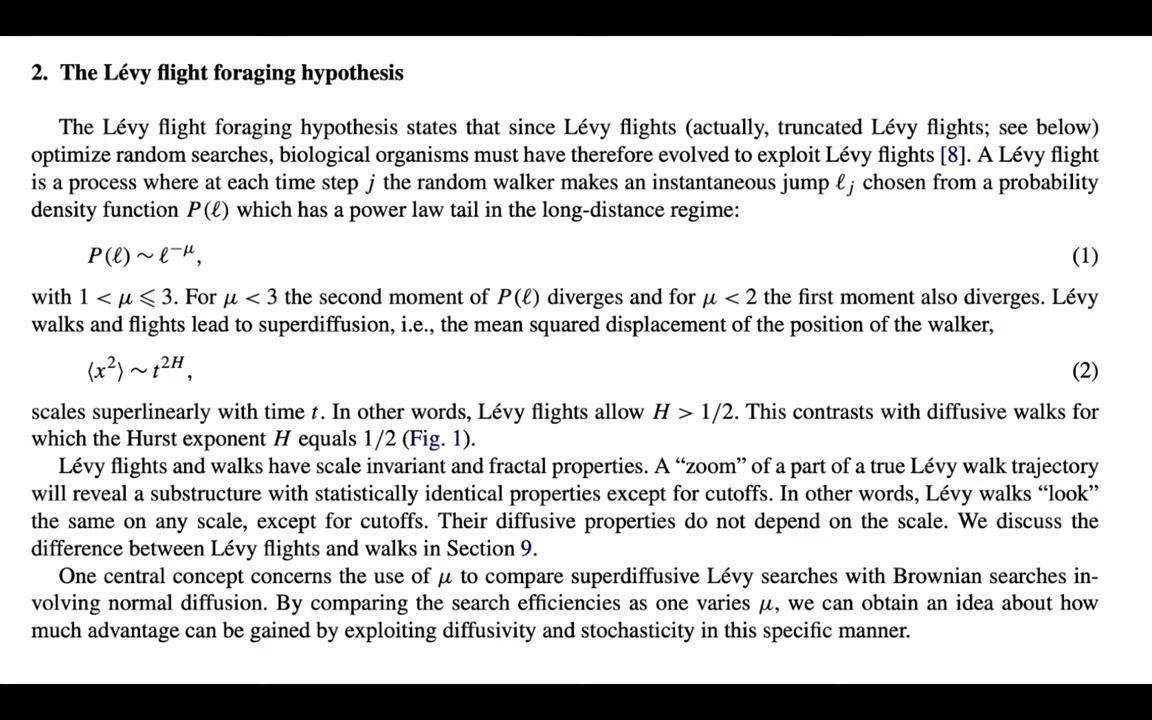 2. The Lévy flight foraging hypothesis
The Lévy flight foraging hypothesis states that since Lévy flights (actually, truncated Lévy flights; see below)
optimize random searches, biological organisms must have therefore evolved to exploit Lévy flights [8]. A Lévy flight
is a process where at each time step j the random walker makes an instantaneous jump ℓj chosen from a probability
density function P(ℓ) which has a power law tail in the long-distance regime:
P(ℓ) ∼ ℓ^−μ, (1)
with 1 < μ ⩽ 3. For μ < 3 the second moment of P(ℓ) diverges and for μ < 2 the first moment also diverges. Lévy
walks and flights lead to superdiffusion, i.e., the mean squared displacement of the position of the walker,
⟨x²⟩ ∼ t^2H, (2)
scales superlinearly with time t. In other words, Lévy flights allow H > 1/2. This contrasts with diffusive walks for
which the Hurst exponent H equals 1/2 (Fig. 1).
Lévy flights and walks have scale invariant and fractal properties. A “zoom” of a part of a true Lévy walk trajectory
will reveal a substructure with statistically identical properties except for cutoffs. In other words, Lévy walks “look”
the same on any scale, except for cutoffs. Their diffusive properties do not depend on the scale. We discuss the
difference between Lévy flights and walks in Section 9.
One central concept concerns the use of μ to compare superdiffusive Lévy searches with Brownian searches in-
volving normal diffusion. By comparing the search efficiencies as one varies μ, we can obtain an idea about how
much advantage can be gained by exploiting diffusivity and stochasticity in this specific manner.